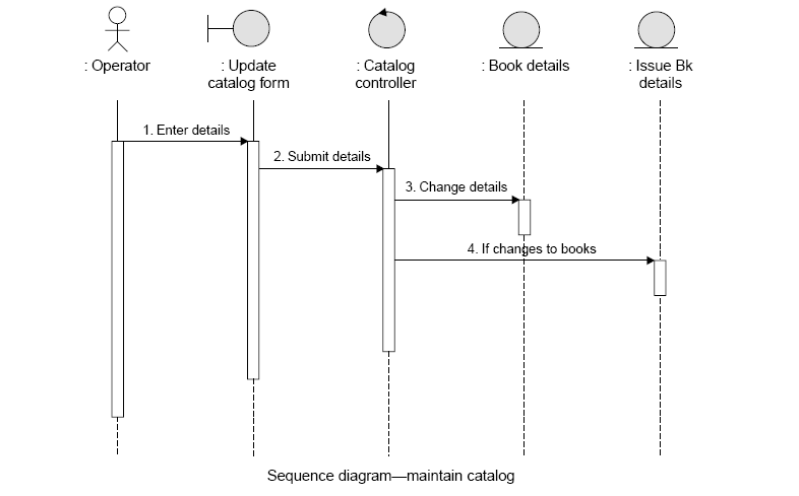 : Operator
: Update
catalog form
: Catalog
controller
: Book details
: Issue Bk
details
1. Enter details
2. Submit details
3. Change details
4. If changes to books
Sequence diagram—maintain catalog